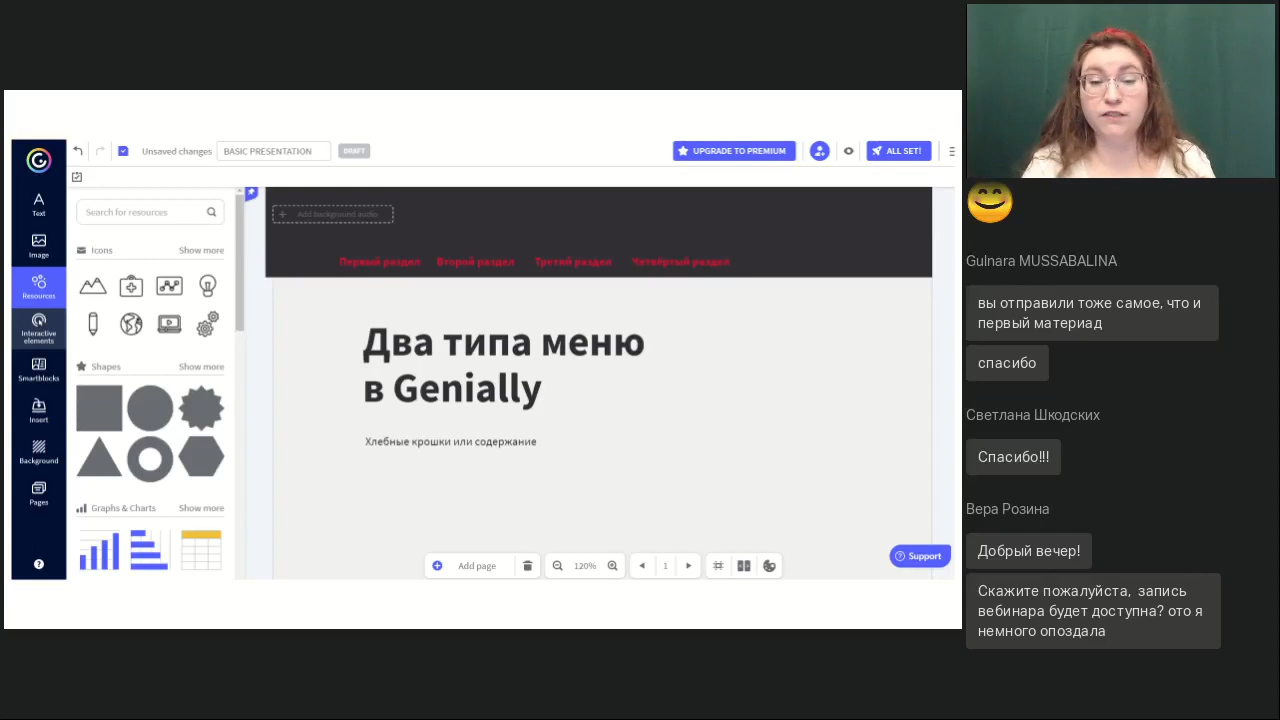 Unsaved changes
BASIC PRESENTATION
DRAFT
UPGRADE TO PREMIUM
ALL SET!
Text
Image
Resources
Interactive
elements
Smartblocks
Insert
Background
Pages
?
Search for resources
Icons
Show more
Shapes
Show more
Graphs & Charts
Show more
+ Add background audio
Первый раздел
Второй раздел
Третий раздел
Четвёртый раздел
Два типа меню
в Genially
Хлебные крошки или содержание
Add page
120%
1
Support
Gulnara MUSSABALINA
вы отправили тоже самое, что и
первый материад
спасибо
Светлана Шкодских
Спасибо!!!
Вера Розина
Добрый вечер!
Скажите пожалуйста, запись
вебинара будет доступна? ото я
немного опоздала